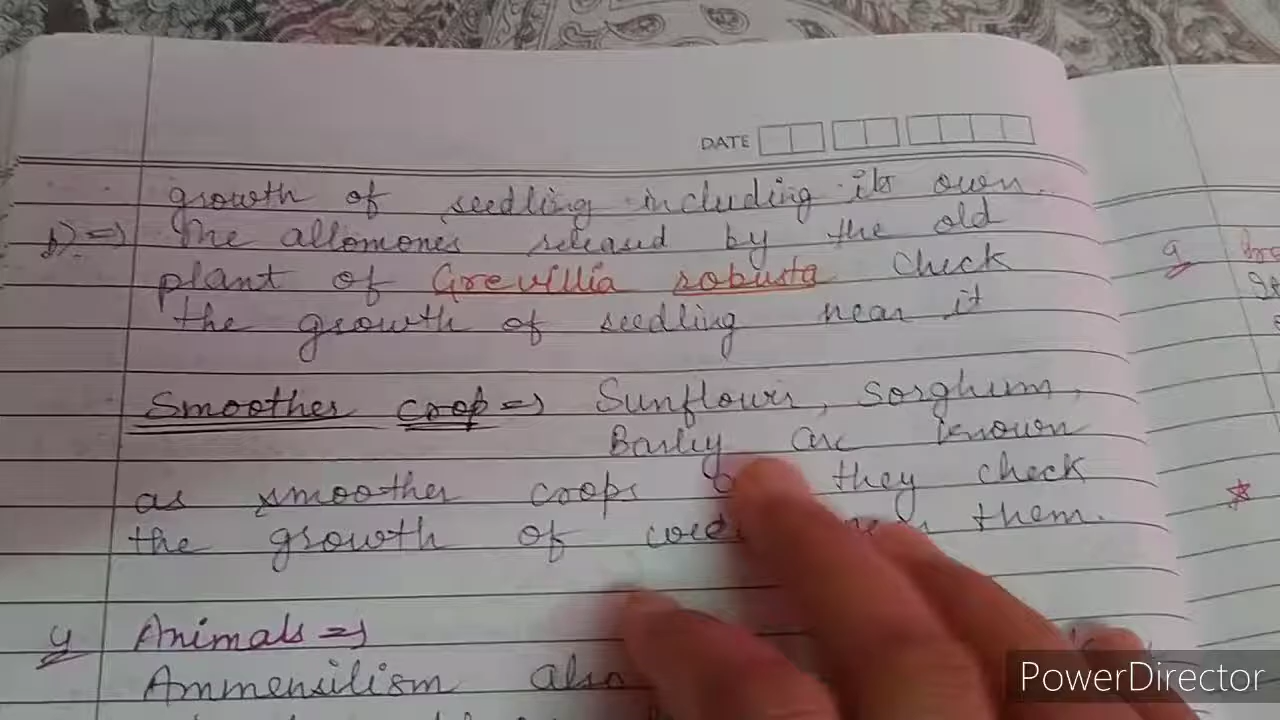 DATE
growth of seedling including its own.
b) => The allomones released by the old
plant of Grevillia robusta check
the growth of seedling near it
Smoother crop => Sunflower, Sorghum,
Barley are known
as smoother crops they check
the growth of them.
4 Animals =>
Ammensilism also
9
PowerDirector